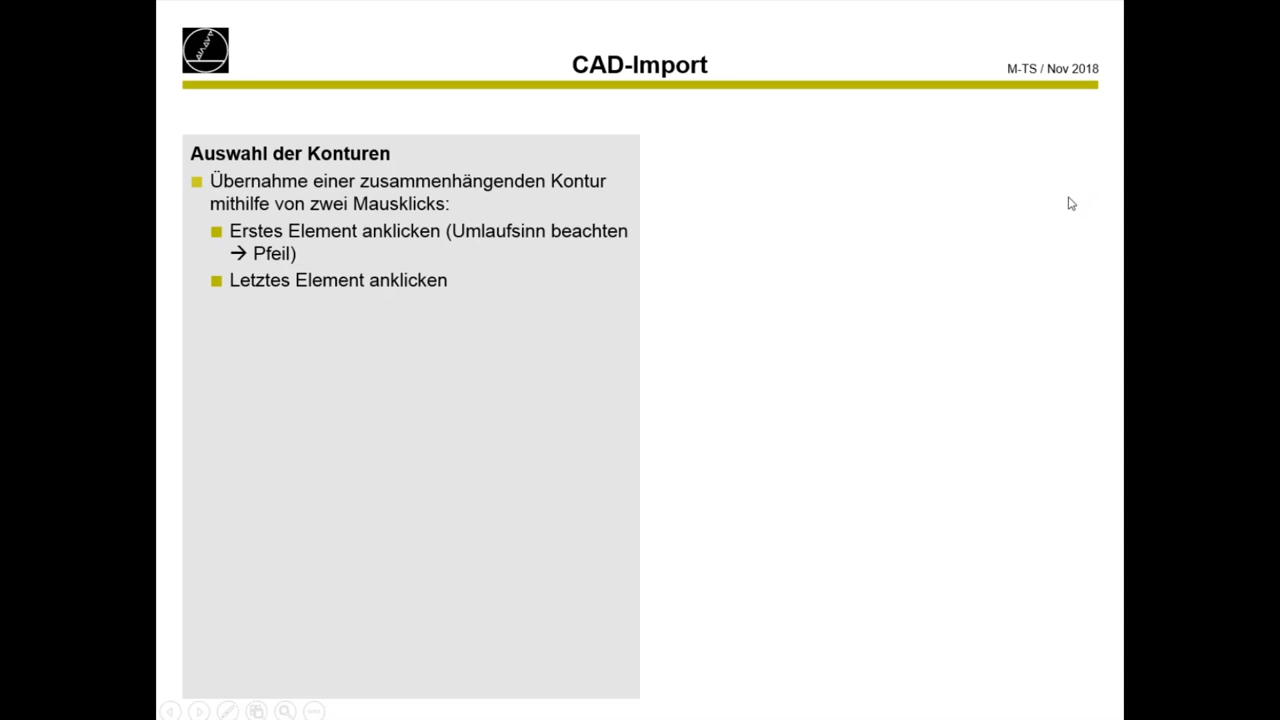 CAD-Import
M-TS / Nov 2018
Auswahl der Konturen
Übernahme einer zusammenhängenden Kontur
mithilfe von zwei Mausklicks:
Erstes Element anklicken (Umlaufsinn beachten
→ Pfeil)
Letztes Element anklicken